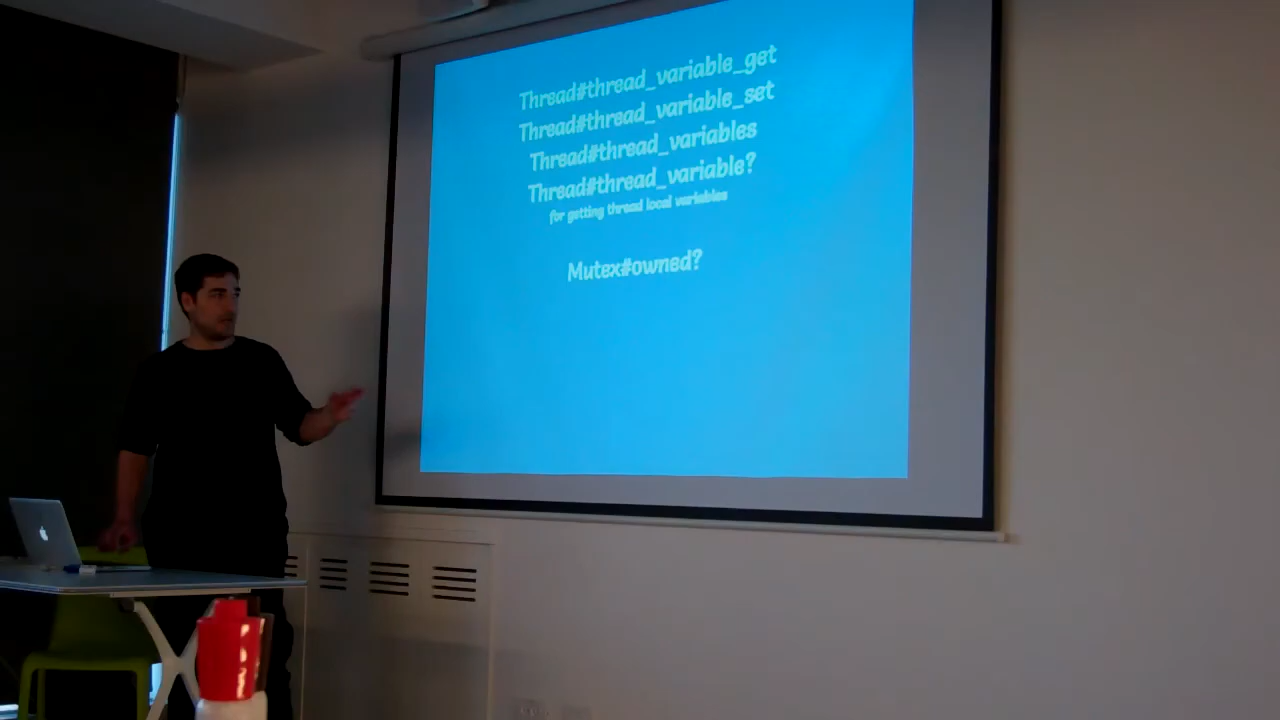 Thread#thread_variable_get
Thread#thread_variable_set
Thread#thread_variables
Thread#thread_variable?
for getting thread local variables
Mutex#owned?